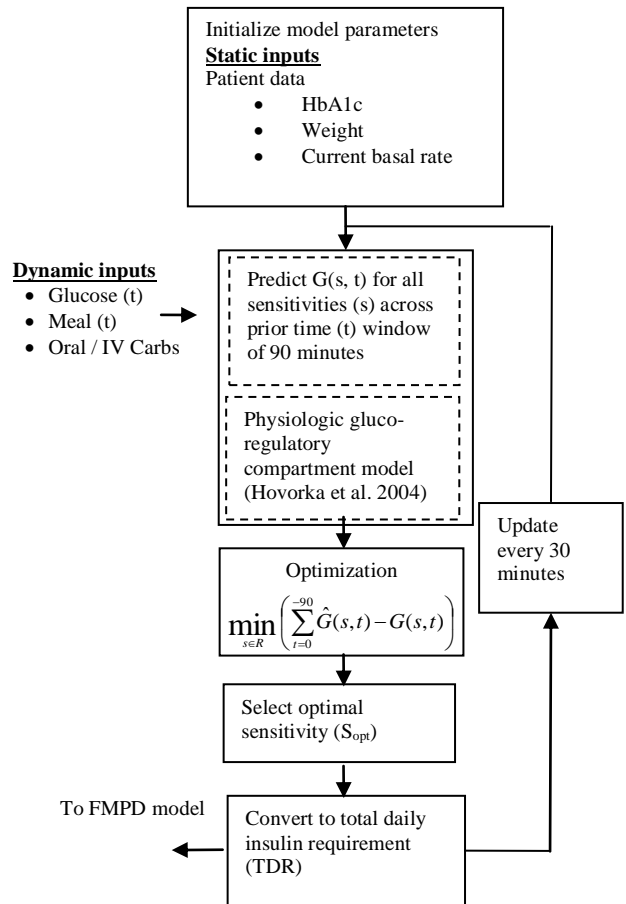 Initialize model parameters
Static inputs
Patient data
• HbA1c
• Weight
• Current basal rate
Dynamic inputs
• Glucose (t)
• Meal (t)
• Oral / IV Carbs
Predict G(s, t) for all
sensitivities (s) across
prior time (t) window
of 90 minutes
Physiologic gluco-
regulatory
compartment model
(Hovorka et al. 2004)
Update
every 30
minutes
Optimization
min_{s∈R} ( ∑_{t=0}^{-90} Ĝ(s,t) − G(s,t) )
Select optimal
sensitivity (S_opt)
To FMPD model
Convert to total daily
insulin requirement
(TDR)